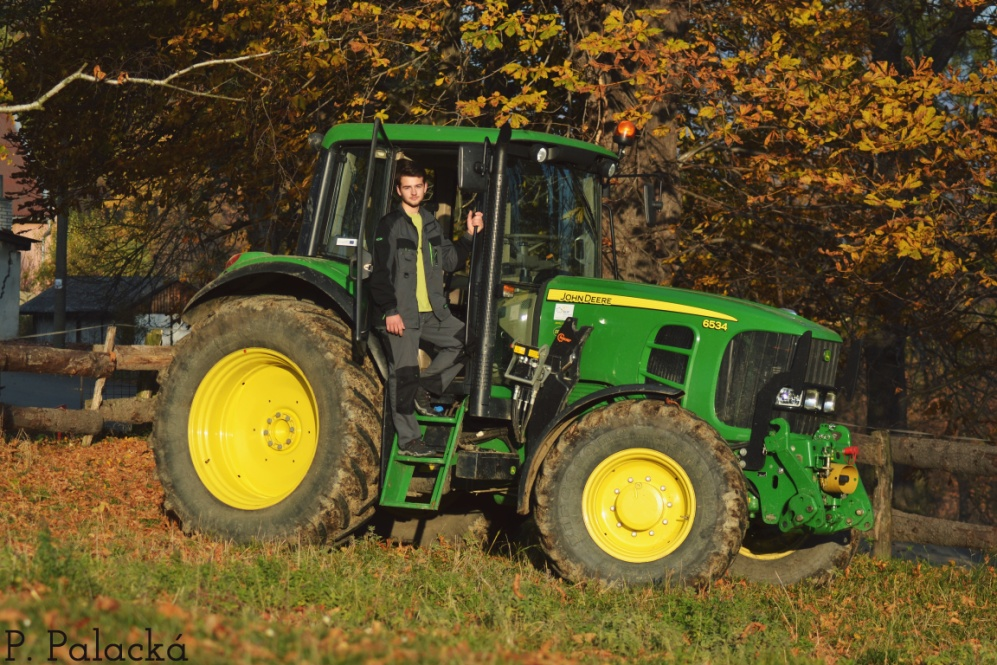 JOHN DEERE
6534
P. Palacká